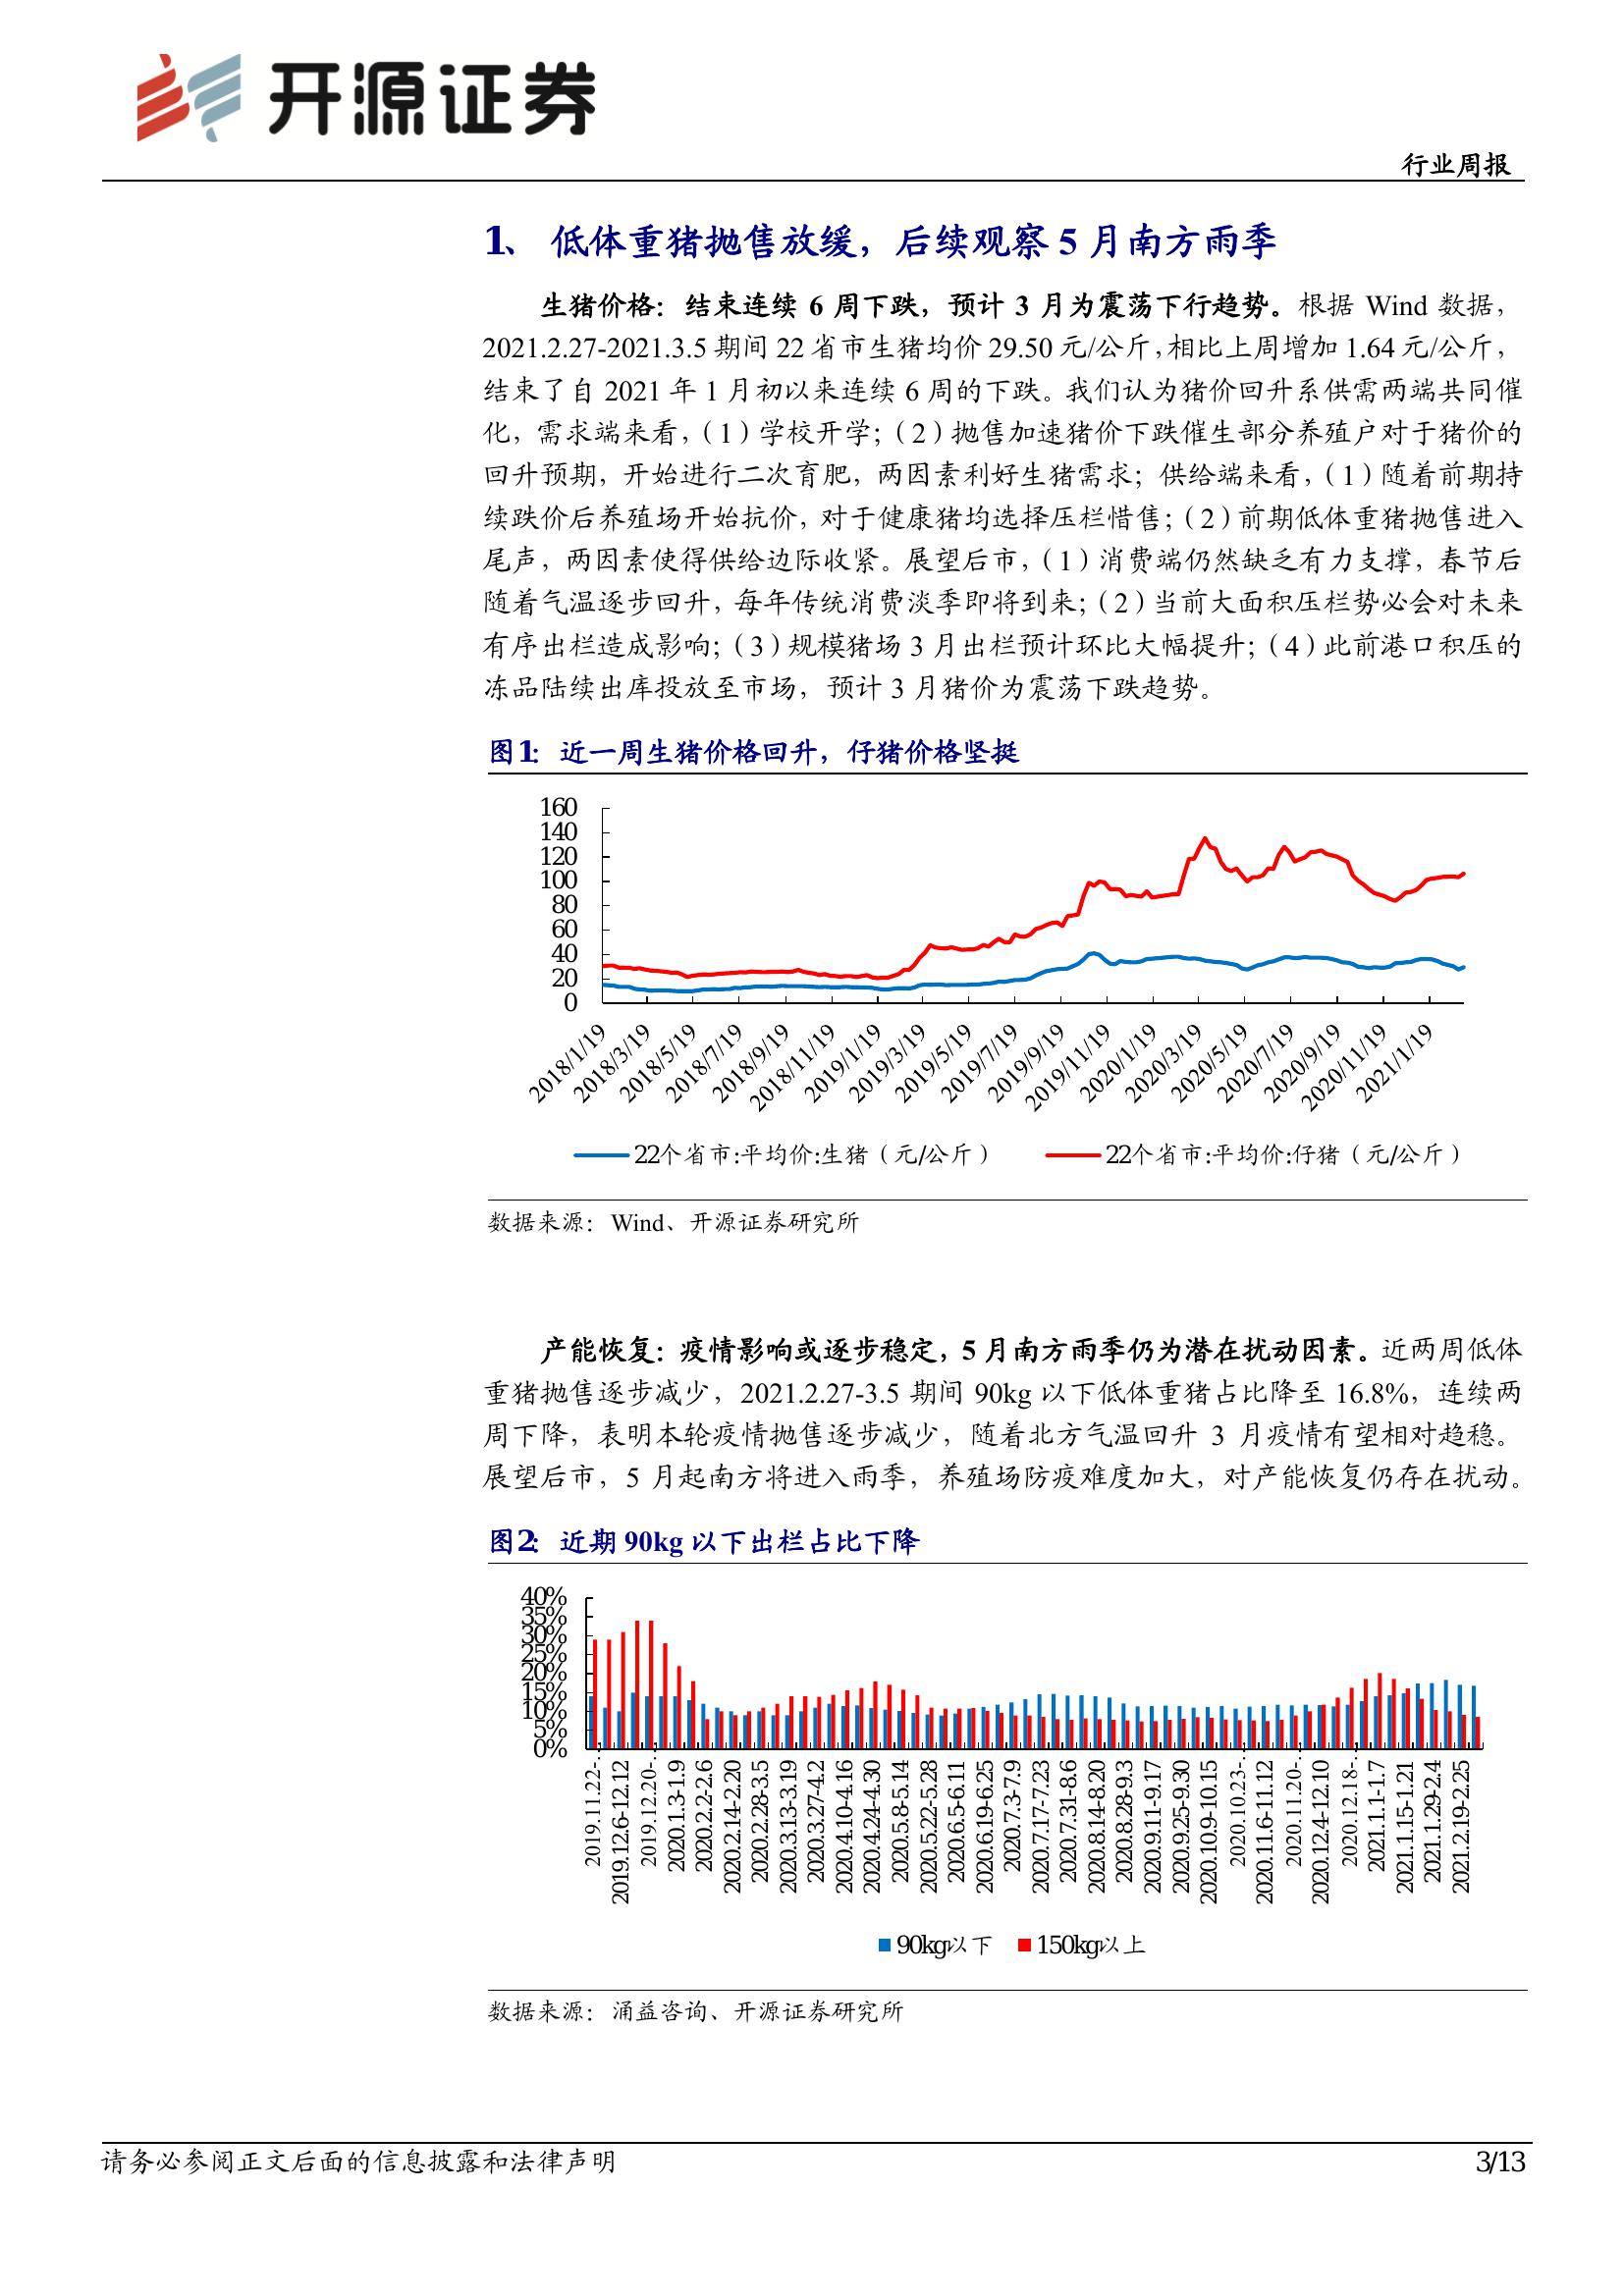 开源证券
行业周报
1、 低体重猪抛售放缓，后续观察 5 月南方雨季
生猪价格：结束连续 6 周下跌，预计 3 月为震荡下行趋势。根据 Wind 数据，
2021.2.27-2021.3.5 期间 22 省市生猪均价 29.50 元/公斤，相比上周增加 1.64 元/公斤，
结束了自 2021 年 1 月初以来连续 6 周的下跌。我们认为猪价回升系供需两端共同催
化，需求端来看，（1）学校开学；（2）抛售加速猪价下跌催生部分养殖户对于猪价的
回升预期，开始进行二次育肥，两因素利好生猪需求；供给端来看，（1）随着前期持
续跌价后养殖场开始抗价，对于健康猪均选择压栏惜售；（2）前期低体重猪抛售进入
尾声，两因素使得供给边际收紧。展望后市，（1）消费端仍然缺乏有力支撑，春节后
随着气温逐步回升，每年传统消费淡季即将到来；（2）当前大面积压栏势必会对未来
有序出栏造成影响；（3）规模猪场 3 月出栏预计环比大幅提升；（4）此前港口积压的
冻品陆续出库投放至市场，预计 3 月猪价为震荡下跌趋势。
图1： 近一周生猪价格回升，仔猪价格坚挺
160
140
120
100
80
60
40
20
0
2018/1/19 2018/3/19 2018/5/19 2018/7/19 2018/9/19 2018/11/19 2019/1/19 2019/3/19 2019/5/19 2019/7/19 2019/9/19 2019/11/19 2020/1/19 2020/3/19 2020/5/19 2020/7/19 2020/9/19 2020/11/19 2021/1/19
22个省市:平均价:生猪（元/公斤） 22个省市:平均价:仔猪（元/公斤）
数据来源：Wind、开源证券研究所
产能恢复：疫情影响或逐步稳定，5 月南方雨季仍为潜在扰动因素。近两周低体
重猪抛售逐步减少，2021.2.27-3.5 期间 90kg 以下低体重猪占比降至 16.8%，连续两
周下降，表明本轮疫情抛售逐步减少，随着北方气温回升 3 月疫情有望相对趋稳。
展望后市，5 月起南方将进入雨季，养殖场防疫难度加大，对产能恢复仍存在扰动。
图2： 近期 90kg 以下出栏占比下降
40%
35%
30%
25%
20%
15%
10%
5%
0%
2019.11.22-… 2019.12.6-12.12 2019.12.20-… 2020.1.3-1.9 2020.2.2-2.6 2020.2.14-2.20 2020.2.28-3.5 2020.3.13-3.19 2020.3.27-4.2 2020.4.10-4.16 2020.4.24-4.30 2020.5.8-5.14 2020.5.22-5.28 2020.6.5-6.11 2020.6.19-6.25 2020.7.3-7.9 2020.7.17-7.23 2020.7.31-8.6 2020.8.14-8.20 2020.8.28-9.3 2020.9.11-9.17 2020.9.25-9.30 2020.10.9-10.15 2020.10.23-… 2020.11.6-11.12 2020.11.20-… 2020.12.4-12.10 2020.12.18-… 2021.1.1-1.7 2021.1.15-1.21 2021.1.29-2.4 2021.2.19-2.25
90kg以下 150kg以上
数据来源：涌益咨询、开源证券研究所
请务必参阅正文后面的信息披露和法律声明
3/13